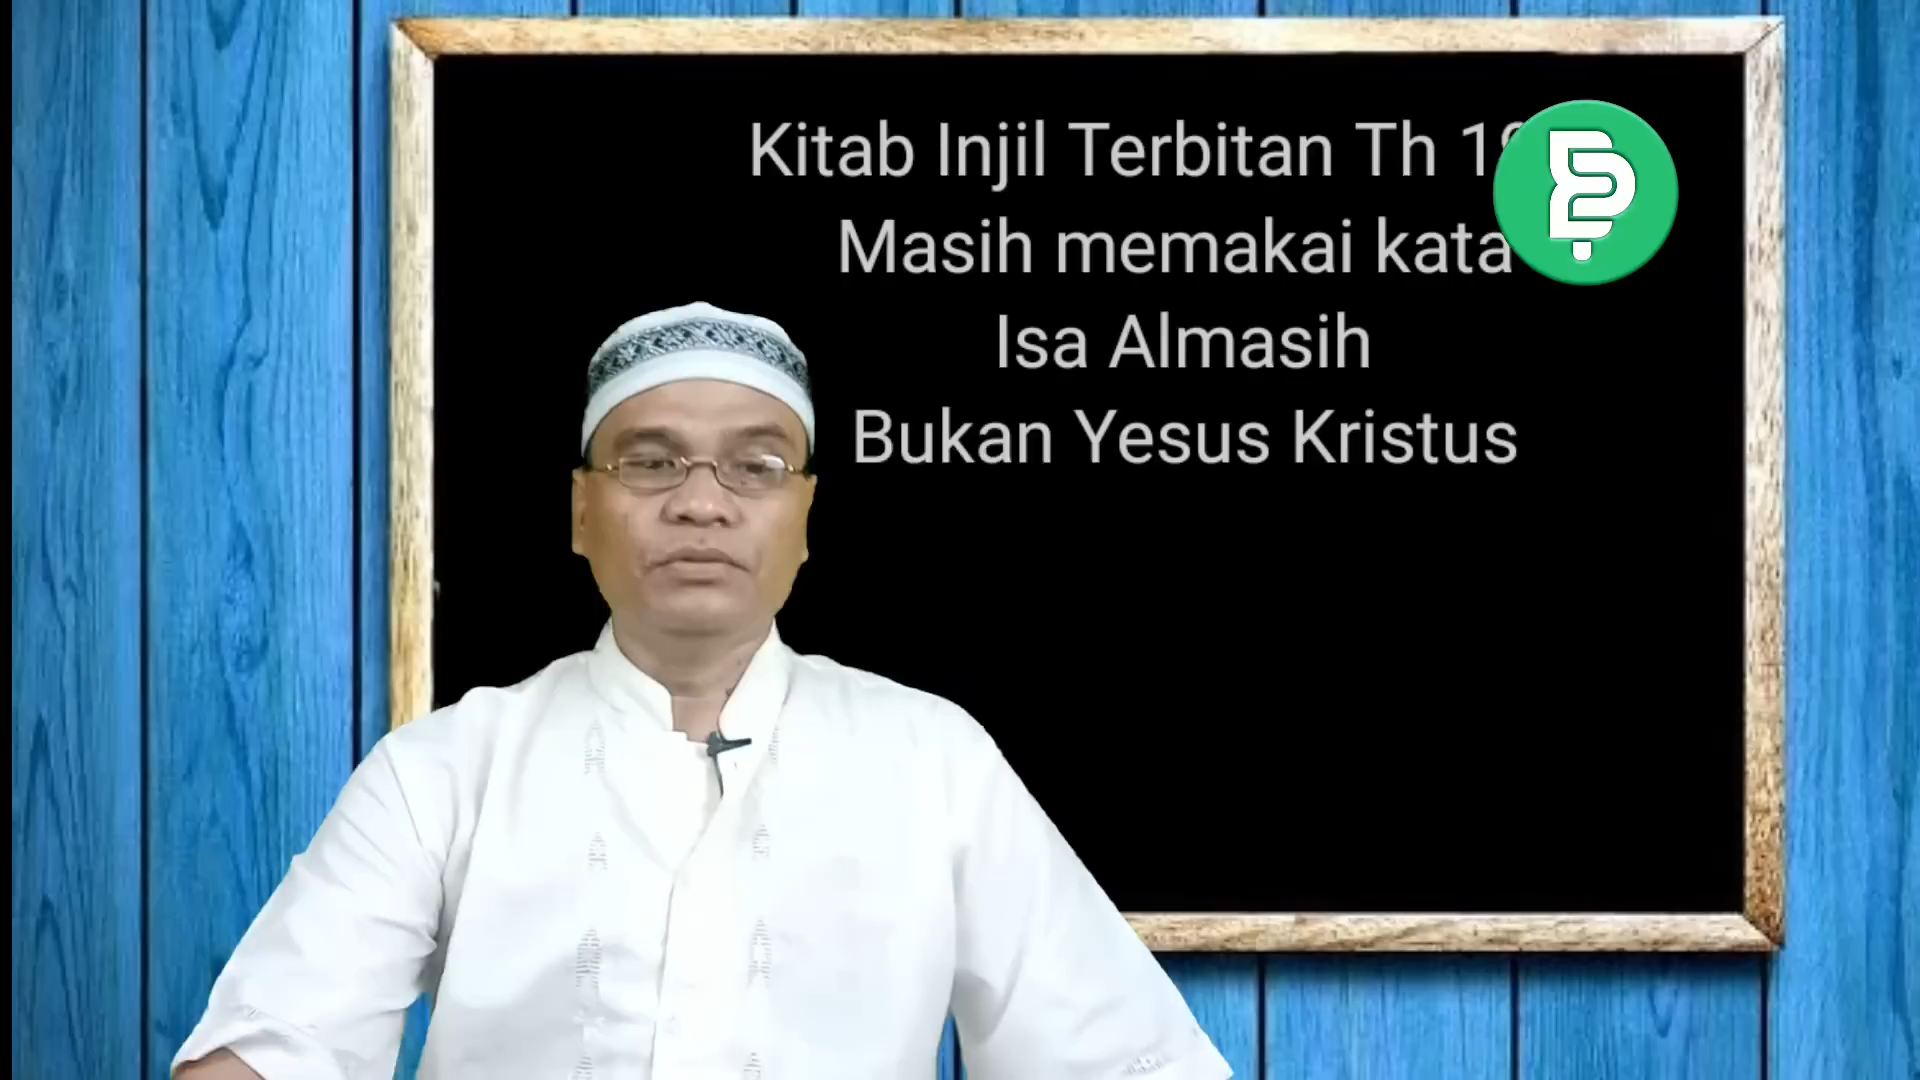 Kitab Injil Terbitan Th
Masih memakai kata
Isa Almasih
Bukan Yesus Kristus